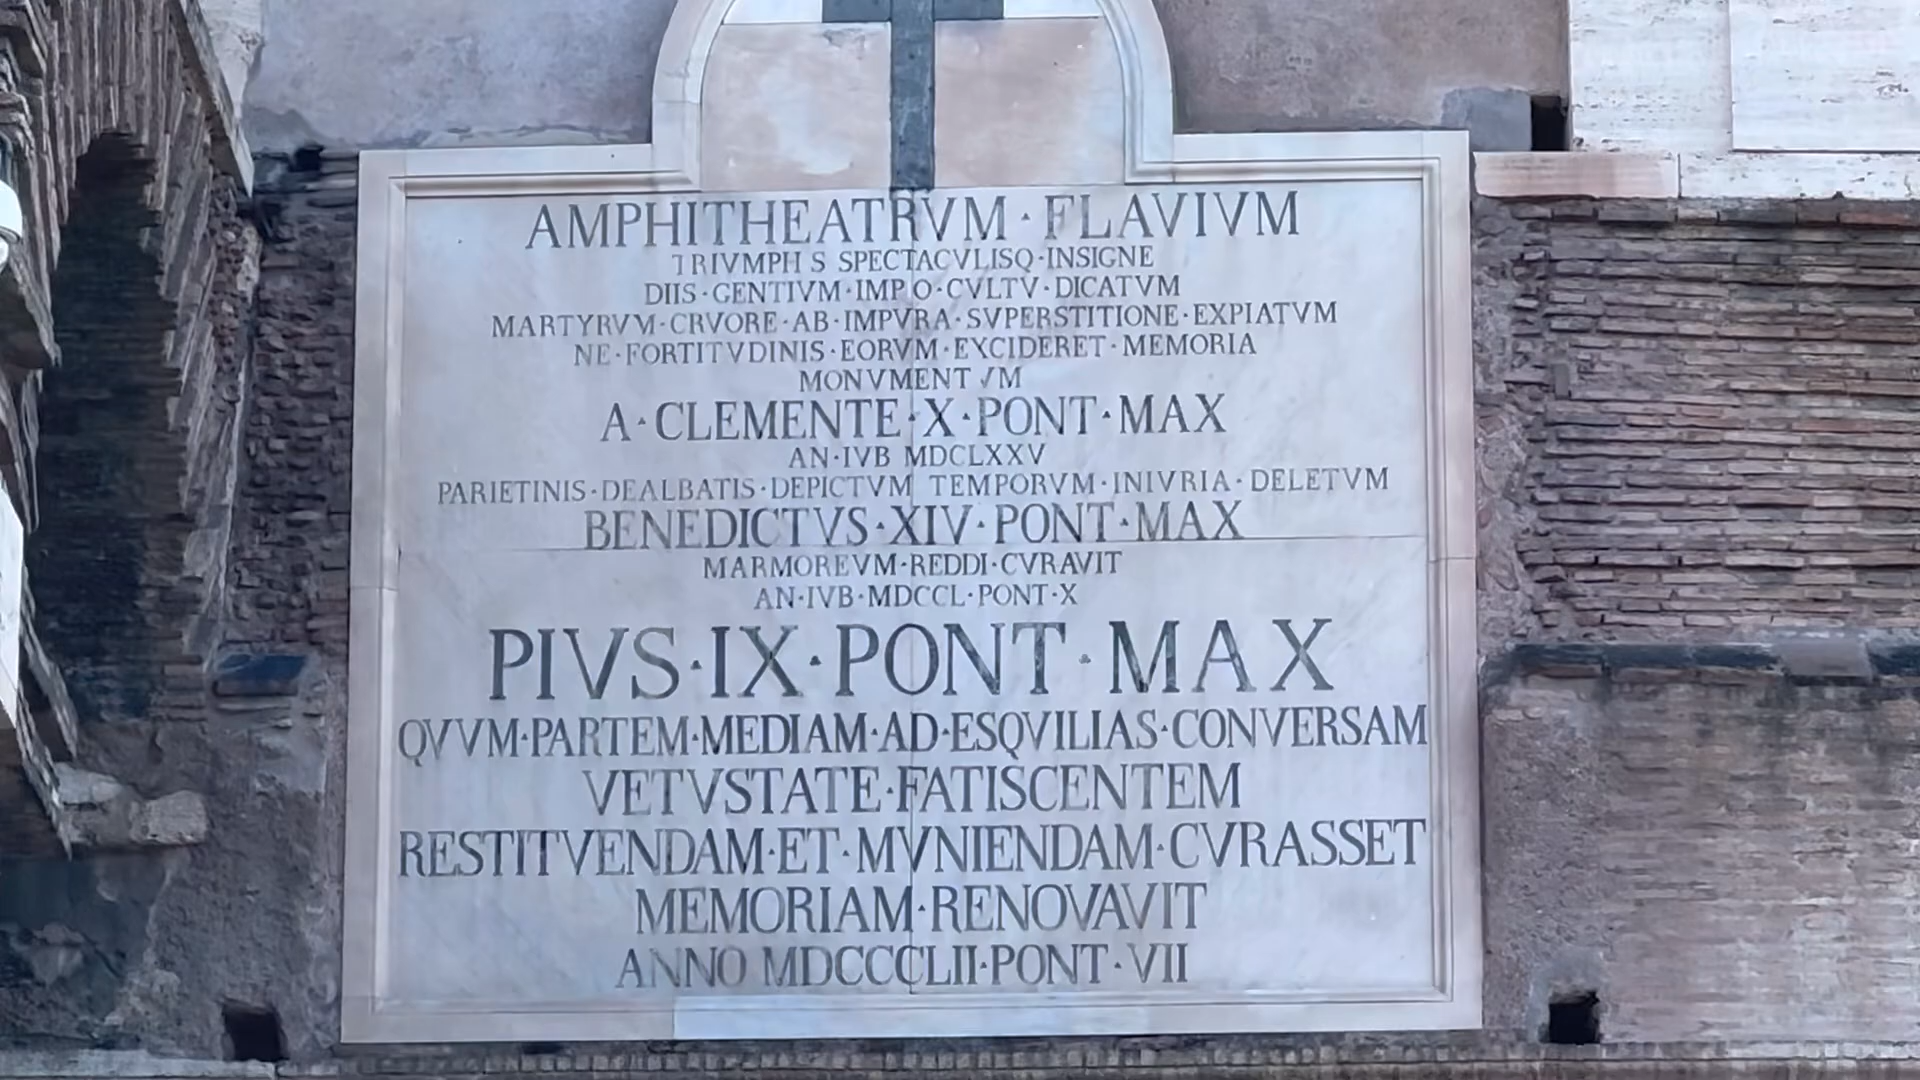 AMPHITHEATRVM · FLAVIVM
TRIVMPH S SPECTACVLISQ · INSIGNE
DIIS · GENTIVM · IMP O · CVLTV · DICATVM
MARTYRVM · CRVORE · AB · IMPVRA · SVPERSTITIONE · EXPIATVM
NE · FORTITVDINIS · EORVM · EXCIDERET · MEMORIA
MONVMENTVM
A · CLEMENTE · X · PONT · MAX
AN · IVB MDCLXXV
PARIETINIS · DEALBATIS · DEPICTVM TEMPORVM · INIVRIA · DELETVM
BENEDICTVS · XIV · PONT · MAX
MARMOREVM · REDDI · CVRAVIT
AN · IVB · MDCCL · PONT · X
PIVS · IX · PONT · MAX
QVVM · PARTEM · MEDIAM · AD · ESQVILIAS · CONVERSAM
VETVSTATE · FATISCENTEM
RESTITVENDAM · ET · MVNIENDAM · CVRASSET
MEMORIAM · RENOVAVIT
ANNO MDCCCLII · PONT · VII